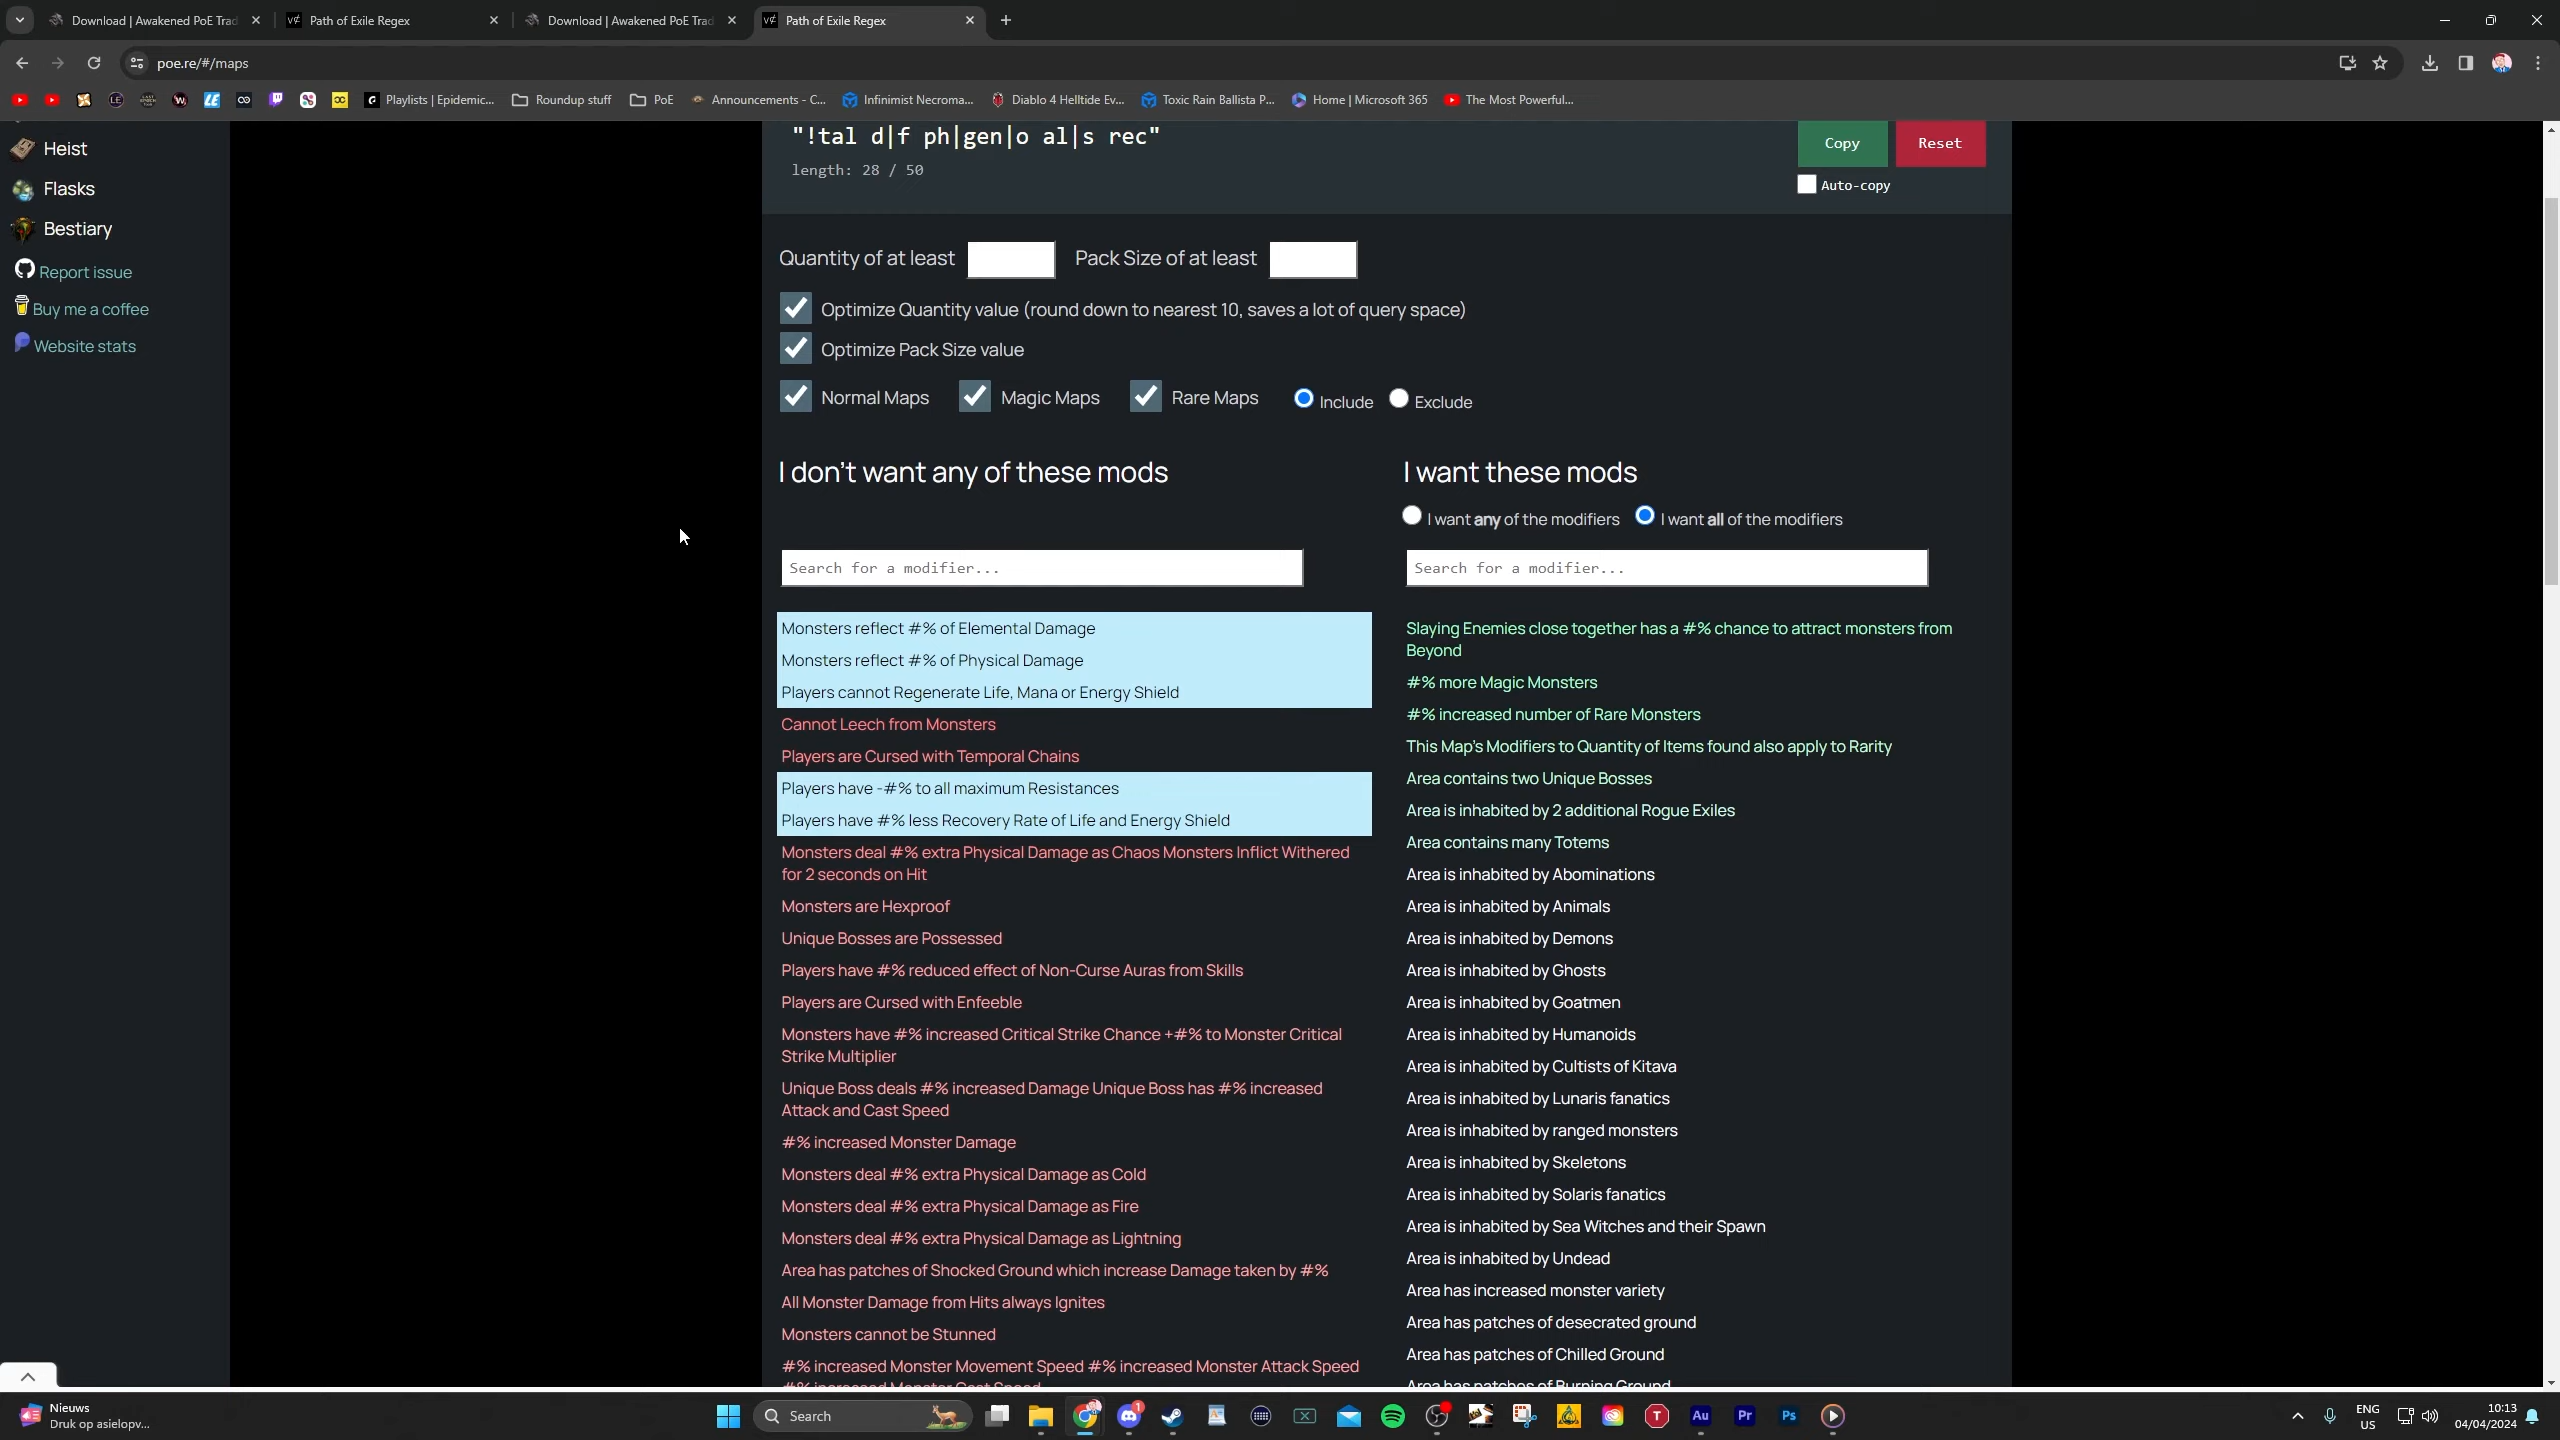 Download | Awakened PoE Trad
Path of Exile Regex
Download | Awakened PoE Trad
Path of Exile Regex
poe.re/#/maps
Playlists | Epidemic...
Roundup stuff
PoE
Announcements - C...
Infinimist Necroma...
Diablo 4 Helltide Ev...
Toxic Rain Ballista P...
Home | Microsoft 365
The Most Powerful...
Heist
Flasks
Bestiary
Report issue
Buy me a coffee
Website stats
"!tal d|f ph|gen|o al|s rec"
length: 28 / 50
Copy
Reset
Auto-copy
Quantity of at least
Pack Size of at least
Optimize Quantity value (round down to nearest 10, saves a lot of query space)
Optimize Pack Size value
Normal Maps
Magic Maps
Rare Maps
Include
Exclude
I don't want any of these mods
Search for a modifier...
Monsters reflect #% of Elemental Damage
Monsters reflect #% of Physical Damage
Players cannot Regenerate Life, Mana or Energy Shield
Cannot Leech from Monsters
Players are Cursed with Temporal Chains
Players have -#% to all maximum Resistances
Players have #% less Recovery Rate of Life and Energy Shield
Monsters deal #% extra Physical Damage as Chaos Monsters Inflict Withered
for 2 seconds on Hit
Monsters are Hexproof
Unique Bosses are Possessed
Players have #% reduced effect of Non-Curse Auras from Skills
Players are Cursed with Enfeeble
Monsters have #% increased Critical Strike Chance +#% to Monster Critical
Strike Multiplier
Unique Boss deals #% increased Damage Unique Boss has #% increased
Attack and Cast Speed
#% increased Monster Damage
Monsters deal #% extra Physical Damage as Cold
Monsters deal #% extra Physical Damage as Fire
Monsters deal #% extra Physical Damage as Lightning
Area has patches of Shocked Ground which increase Damage taken by #%
All Monster Damage from Hits always Ignites
Monsters cannot be Stunned
#% increased Monster Movement Speed #% increased Monster Attack Speed
#% increased Monster Cast Speed
I want these mods
I want any of the modifiers
I want all of the modifiers
Search for a modifier...
Slaying Enemies close together has a #% chance to attract monsters from
Beyond
#% more Magic Monsters
#% increased number of Rare Monsters
This Map's Modifiers to Quantity of Items found also apply to Rarity
Area contains two Unique Bosses
Area is inhabited by 2 additional Rogue Exiles
Area contains many Totems
Area is inhabited by Abominations
Area is inhabited by Animals
Area is inhabited by Demons
Area is inhabited by Ghosts
Area is inhabited by Goatmen
Area is inhabited by Humanoids
Area is inhabited by Cultists of Kitava
Area is inhabited by Lunaris fanatics
Area is inhabited by ranged monsters
Area is inhabited by Skeletons
Area is inhabited by Solaris fanatics
Area is inhabited by Sea Witches and their Spawn
Area is inhabited by Undead
Area has increased monster variety
Area has patches of desecrated ground
Area has patches of Chilled Ground
Area has patches of Burning Ground
Nieuws
Druk op asielopv...
Search
1
T
Au
Pr
Ps
ENG
US
10:13
04/04/2024